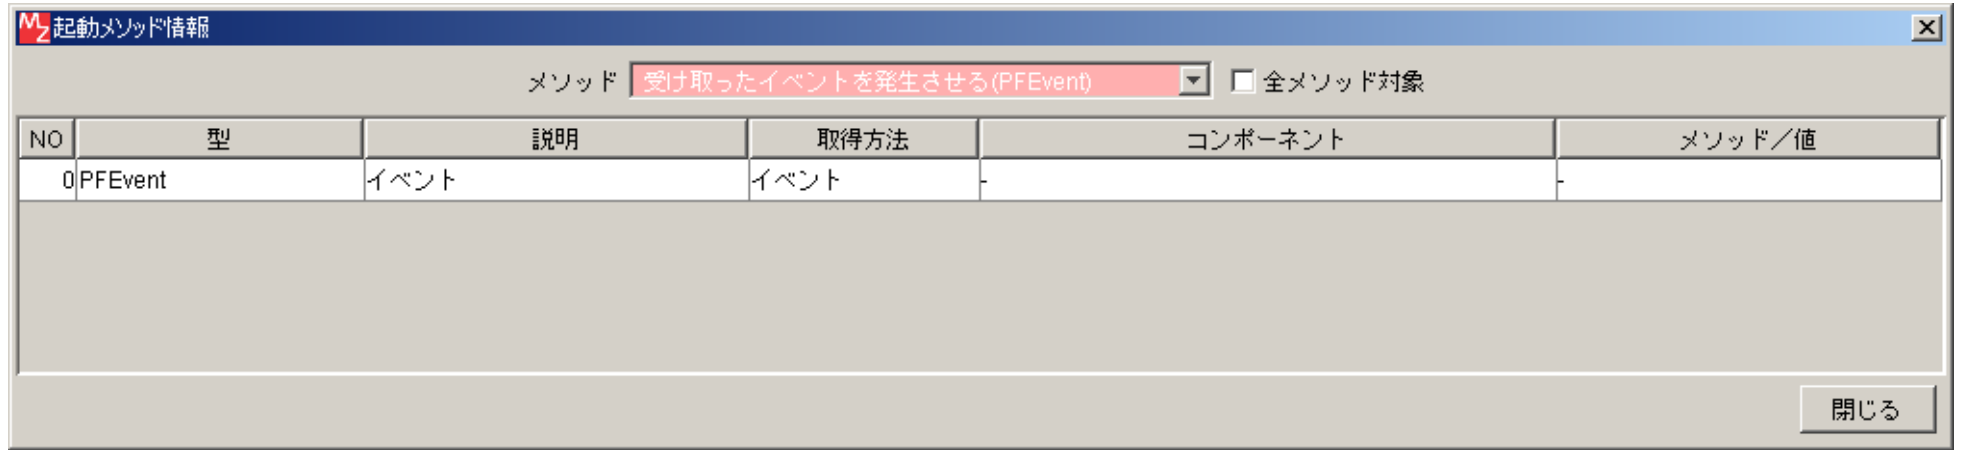 MZ 起動メソッド情報
メソッド 受け取ったイベントを発生させる(PFEvent) 全メソッド対象
NO 型 説明 取得方法 コンポーネント メソッド／値
0 PFEvent イベント イベント - -
閉じる